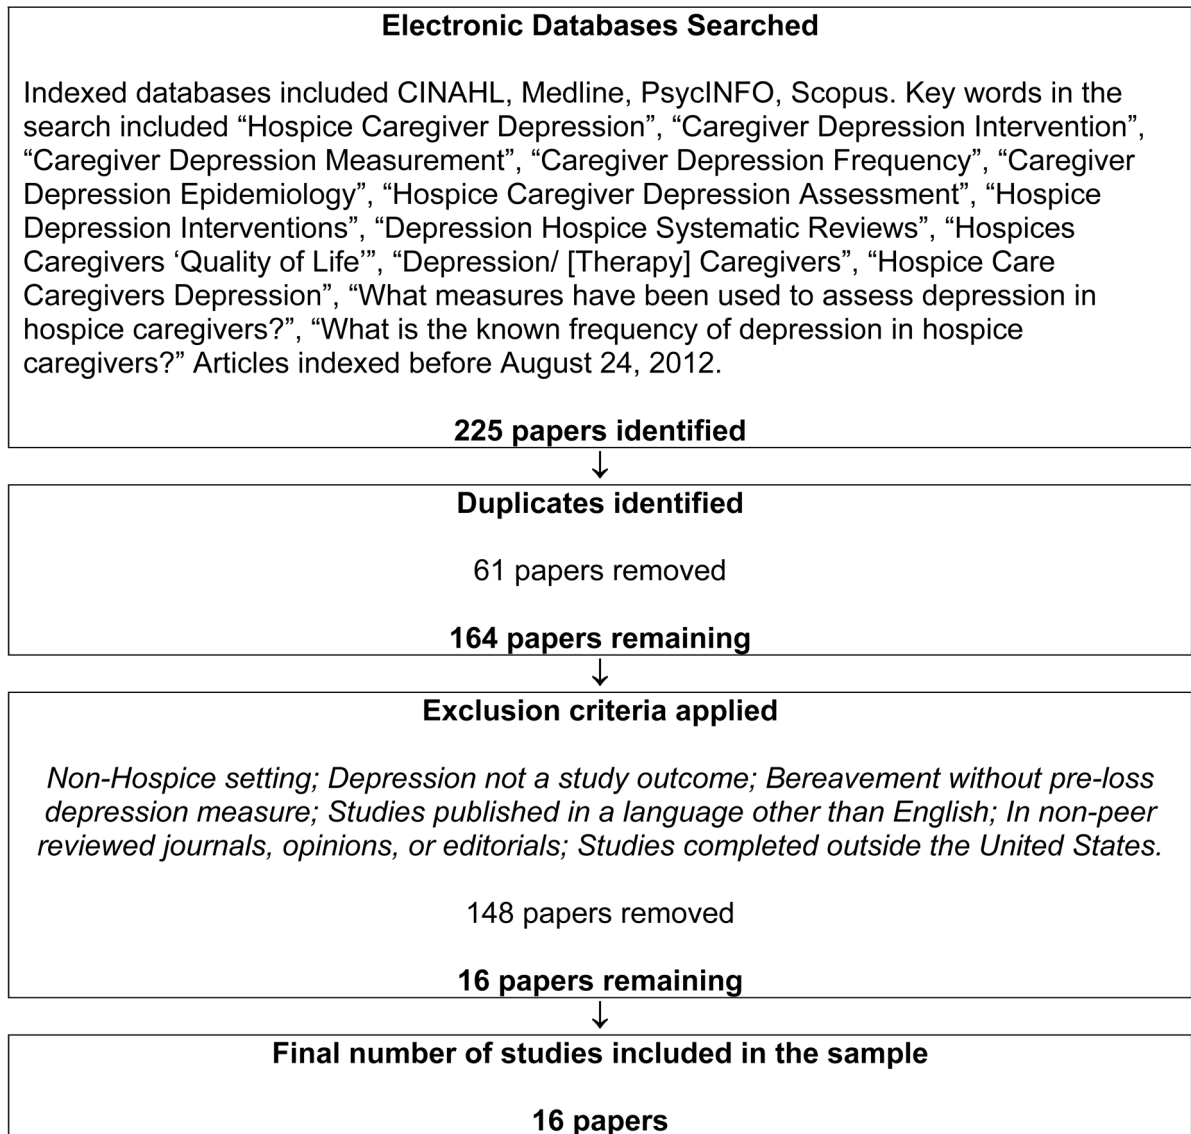 Electronic Databases Searched
Indexed databases included CINAHL, Medline, PsycINFO, Scopus. Key words in the
search included “Hospice Caregiver Depression”, “Caregiver Depression Intervention”,
“Caregiver Depression Measurement”, “Caregiver Depression Frequency”, “Caregiver
Depression Epidemiology”, “Hospice Caregiver Depression Assessment”, “Hospice
Depression Interventions”, “Depression Hospice Systematic Reviews”, “Hospices
Caregivers ‘Quality of Life’”, “Depression/ [Therapy] Caregivers”, “Hospice Care
Caregivers Depression”, “What measures have been used to assess depression in
hospice caregivers?”, “What is the known frequency of depression in hospice
caregivers?” Articles indexed before August 24, 2012.
225 papers identified
↓
Duplicates identified
61 papers removed
164 papers remaining
↓
Exclusion criteria applied
Non-Hospice setting; Depression not a study outcome; Bereavement without pre-loss
depression measure; Studies published in a language other than English; In non-peer
reviewed journals, opinions, or editorials; Studies completed outside the United States.
148 papers removed
16 papers remaining
↓
Final number of studies included in the sample
16 papers